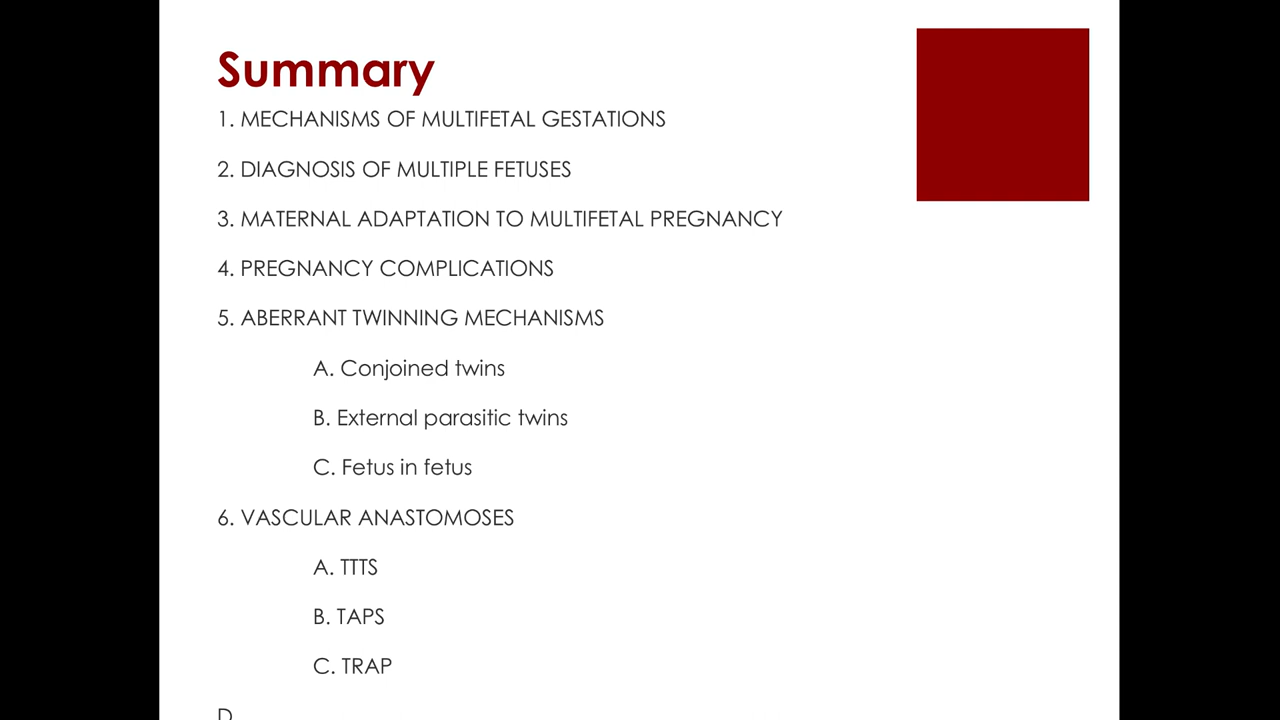 Summary
1. MECHANISMS OF MULTIFETAL GESTATIONS
2. DIAGNOSIS OF MULTIPLE FETUSES
3. MATERNAL ADAPTATION TO MULTIFETAL PREGNANCY
4. PREGNANCY COMPLICATIONS
5. ABERRANT TWINNING MECHANISMS
A. Conjoined twins
B. External parasitic twins
C. Fetus in fetus
6. VASCULAR ANASTOMOSES
A. TTTS
B. TAPS
C. TRAP
D